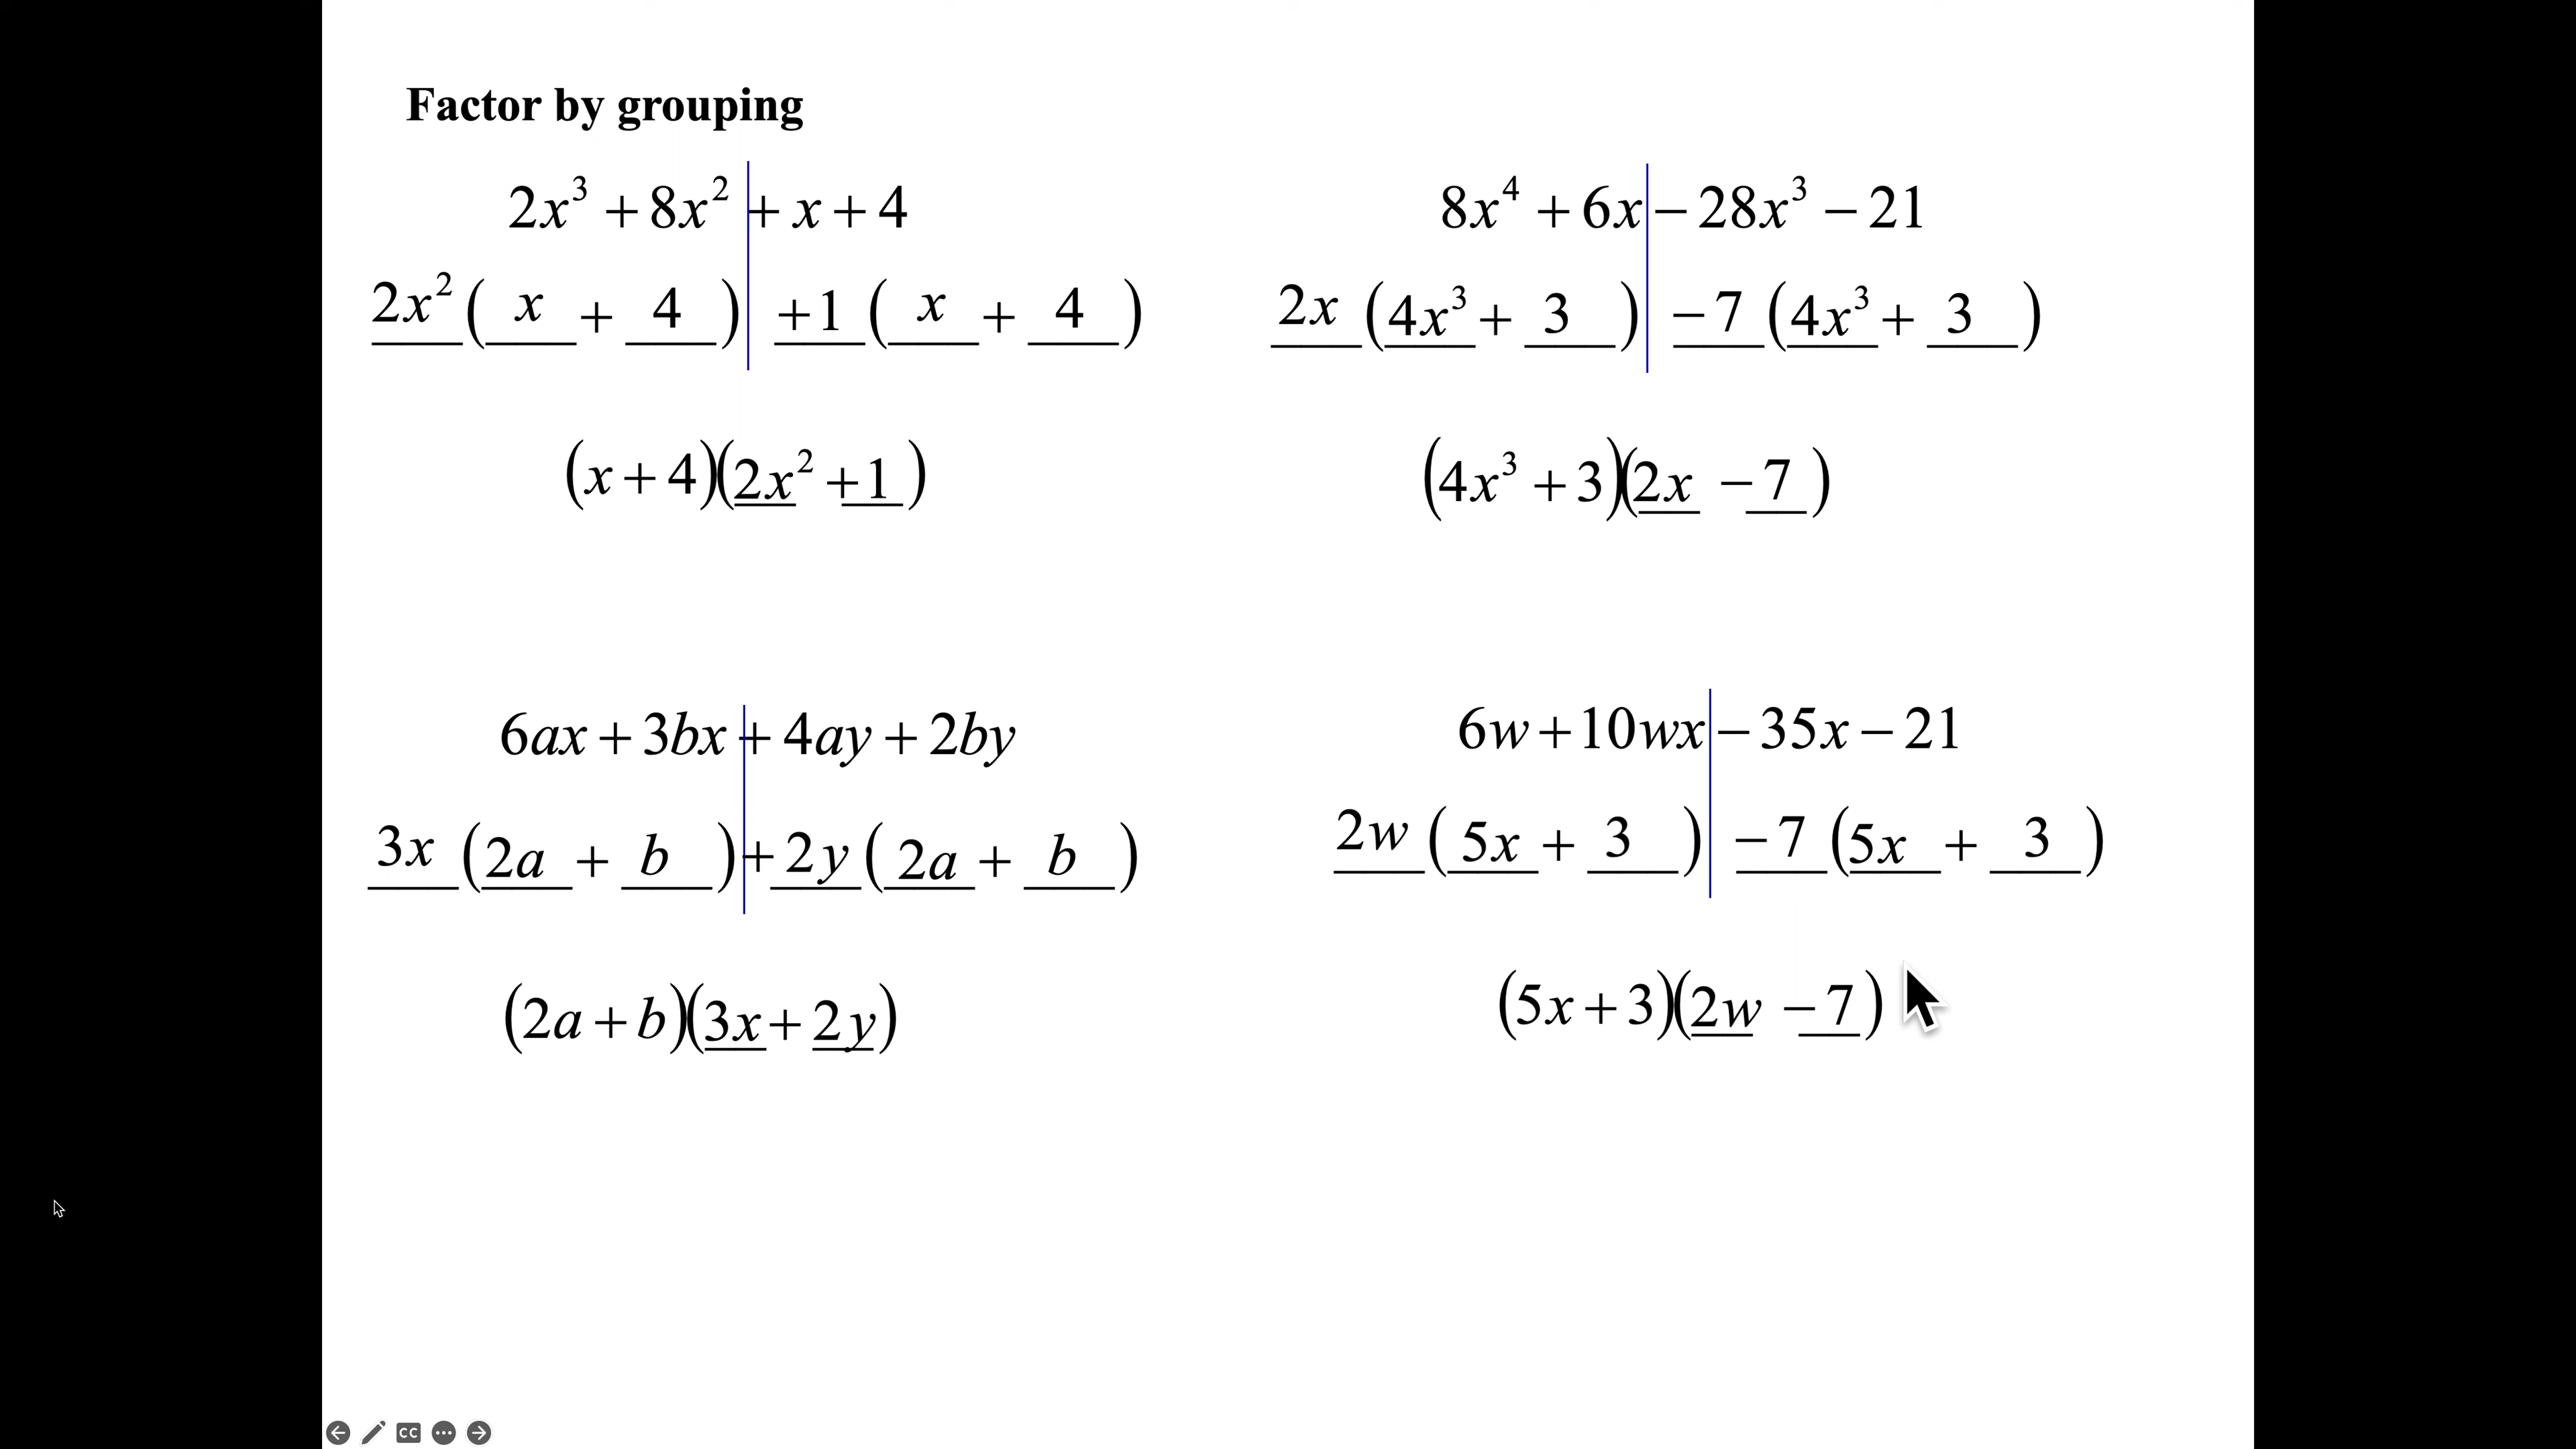 Factor by grouping
2x³ + 8x² + x + 4
2x² ( x + 4 ) +1 ( x + 4 )
(x + 4)(2x² +1 )
8x⁴ + 6x − 28x³ − 21
2x (4x³ + 3 ) −7 (4x³ + 3 )
(4x³ + 3)(2x −7 )
6ax + 3bx + 4ay + 2by
3x (2a + b ) + 2y ( 2a + b )
(2a + b)(3x + 2y)
6w + 10wx − 35x − 21
2w ( 5x + 3 ) −7 (5x + 3 )
(5x + 3)(2w −7)
CC